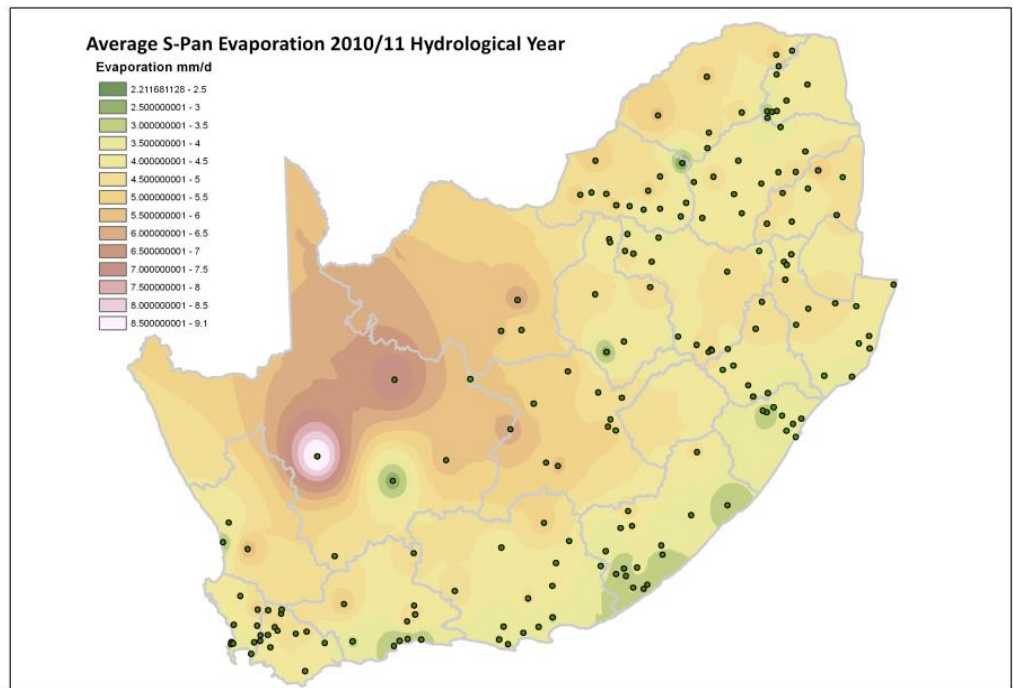 Average S-Pan Evaporation 2010/11 Hydrological Year
Evaporation mm/d
2.211681128 - 2.5
2.500000001 - 3
3.000000001 - 3.5
3.500000001 - 4
4.000000001 - 4.5
4.500000001 - 5
5.000000001 - 5.5
5.500000001 - 6
6.000000001 - 6.5
6.500000001 - 7
7.000000001 - 7.5
7.500000001 - 8
8.000000001 - 8.5
8.500000001 - 9.1